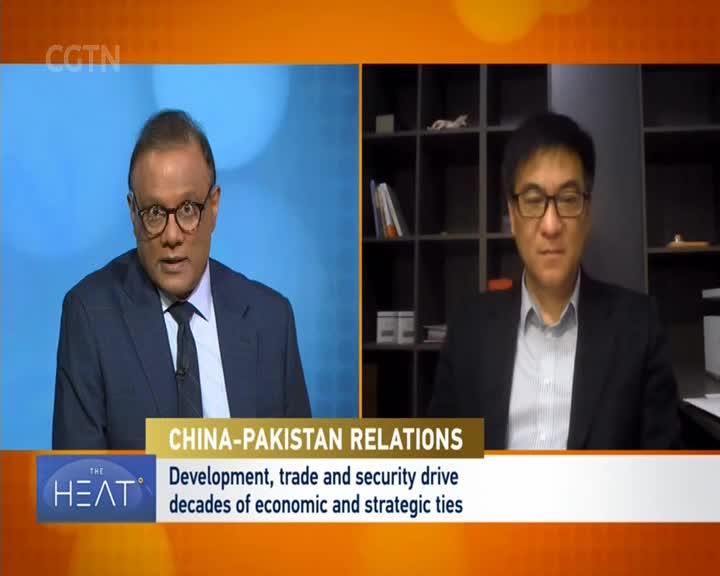 CGTN
CHINA-PAKISTAN RELATIONS
THE
HEAT
Development, trade and security drive
decades of economic and strategic ties